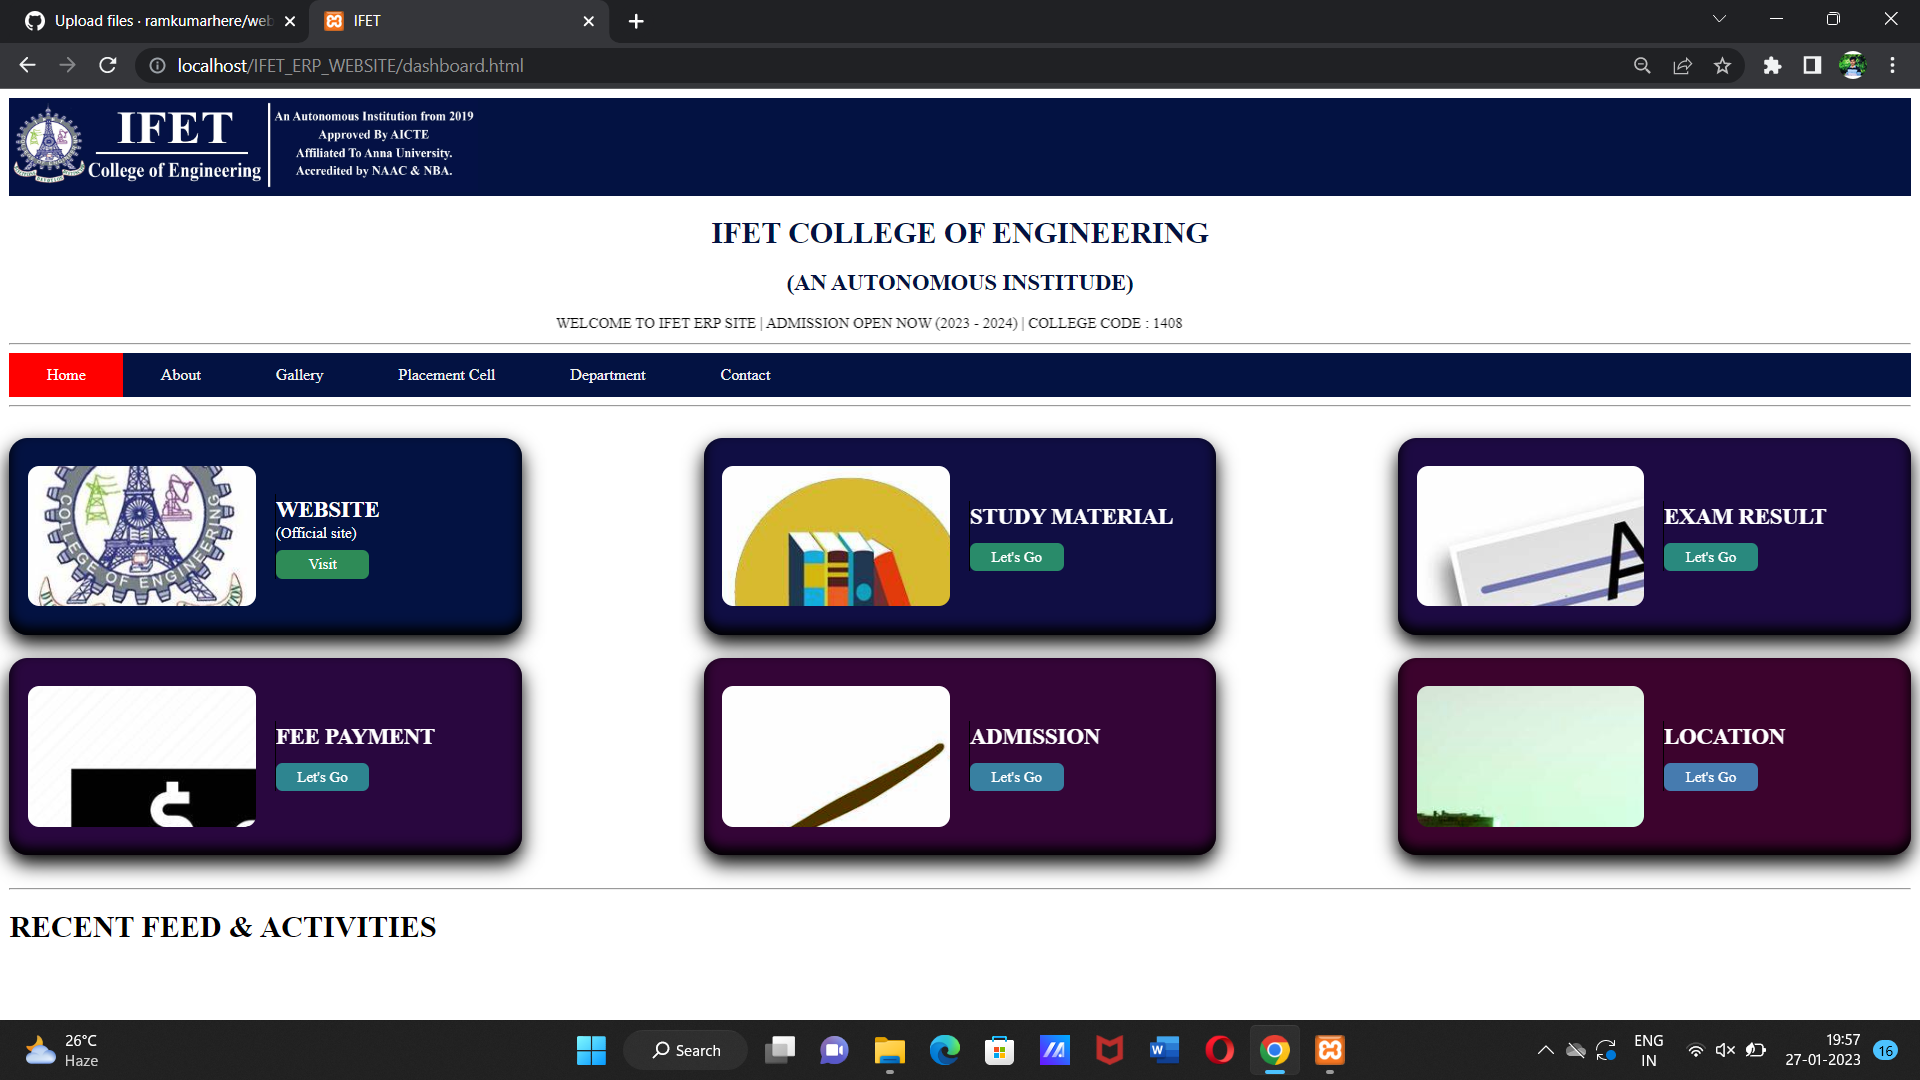 Upload files · ramkumarhere/web
IFET
localhost/IFET_ERP_WEBSITE/dashboard.html
IFET
College of Engineering
An Autonomous Institution from 2019
Approved By AICTE
Affiliated To Anna University.
Accredited by NAAC & NBA.
IFET COLLEGE OF ENGINEERING
(AN AUTONOMOUS INSTITUDE)
WELCOME TO IFET ERP SITE | ADMISSION OPEN NOW (2023 - 2024) | COLLEGE CODE : 1408
Home About Gallery Placement Cell Department Contact
COLLEGE OF ENGINEERING
WEBSITE
(Official site)
Visit
STUDY MATERIAL
Let's Go
A
EXAM RESULT
Let's Go
$
FEE PAYMENT
Let's Go
ADMISSION
Let's Go
LOCATION
Let's Go
RECENT FEED & ACTIVITIES
26°C
Haze
Search
W
ENG
IN
19:57
27-01-2023
16